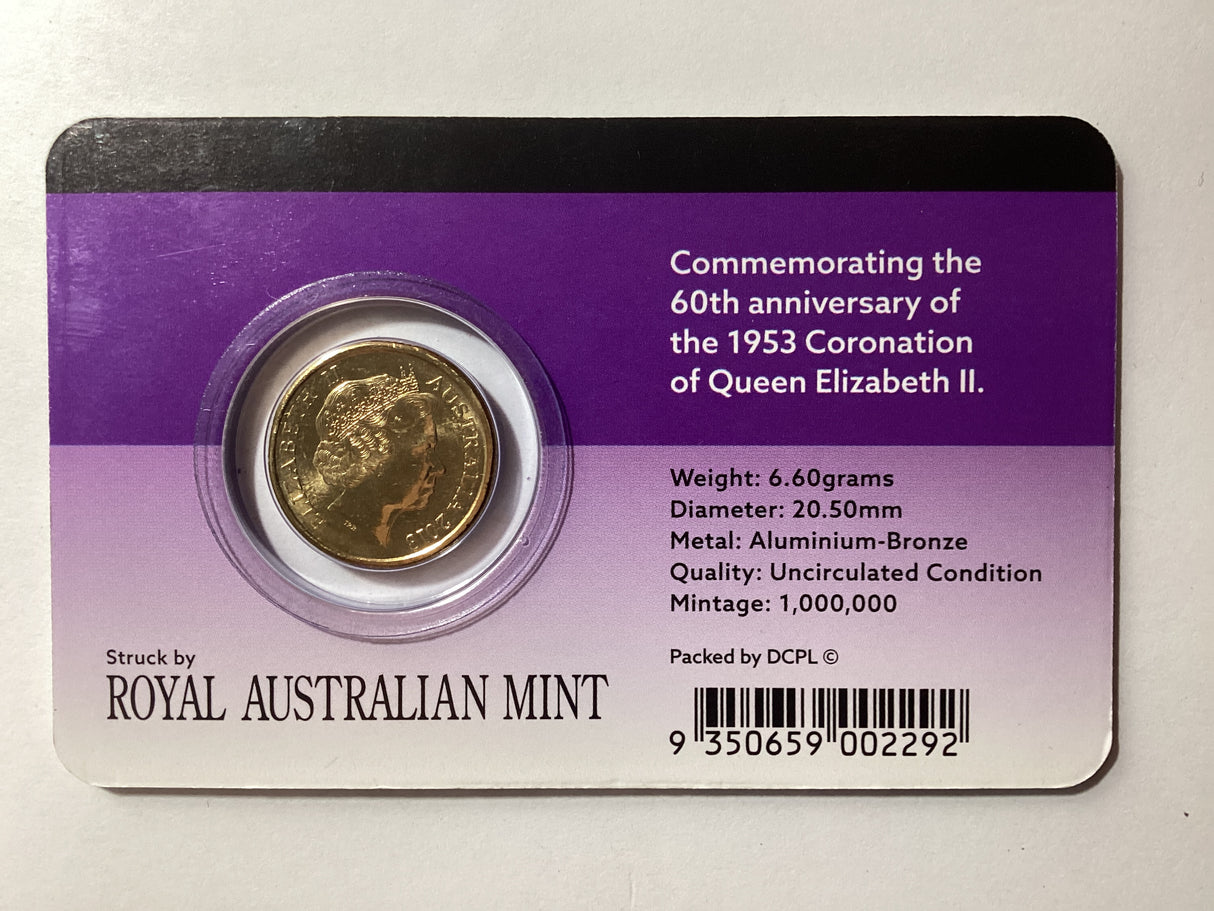 Commemorating the
60th anniversary of
the 1953 Coronation
of Queen Elizabeth II.
ELIZABETH II
AUSTRALIA 2013
Weight: 6.60grams
Diameter: 20.50mm
Metal: Aluminium-Bronze
Quality: Uncirculated Condition
Mintage: 1,000,000
Struck by
ROYAL AUSTRALIAN MINT
Packed by DCPL ©
9 350659 002292